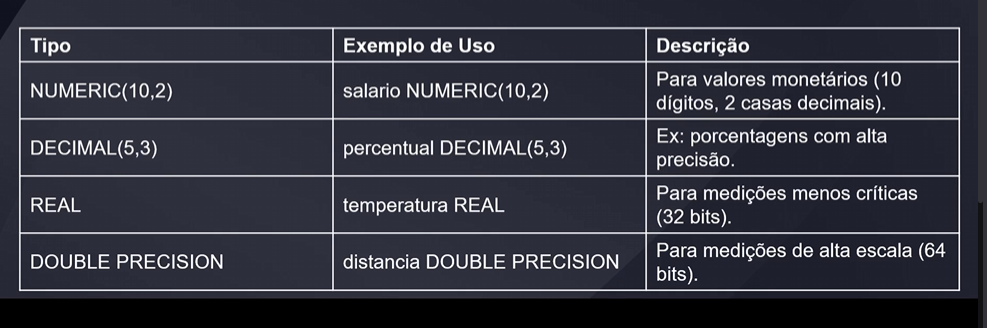 Tipo
Exemplo de Uso
Descrição
NUMERIC(10,2)
salario NUMERIC(10,2)
Para valores monetários (10
dígitos, 2 casas decimais).
DECIMAL(5,3)
percentual DECIMAL(5,3)
Ex: porcentagens com alta
precisão.
REAL
temperatura REAL
Para medições menos críticas
(32 bits).
DOUBLE PRECISION
distancia DOUBLE PRECISION
Para medições de alta escala (64
bits).